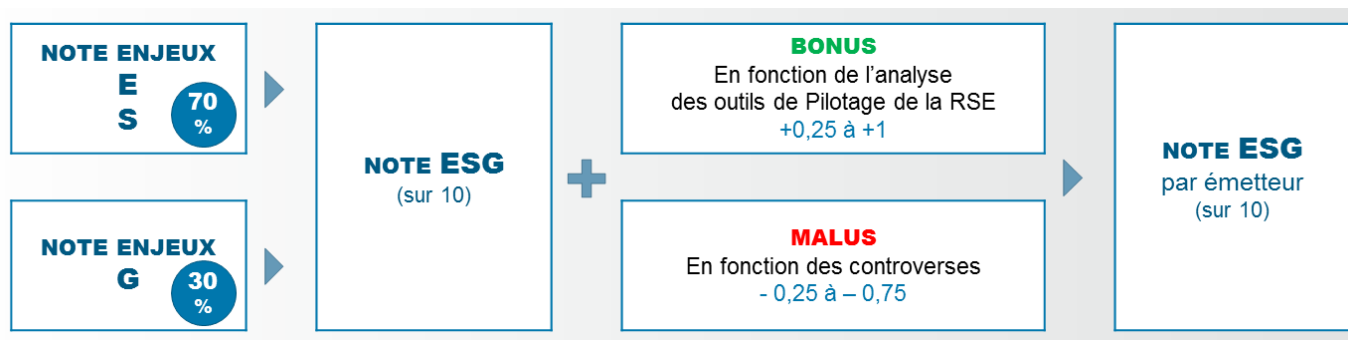 NOTE ENJEUX
E
S
70
%
NOTE ENJEUX
G
30
%
NOTE ESG
(sur 10)
BONUS
En fonction de l’analyse
des outils de Pilotage de la RSE
+0,25 à +1
MALUS
En fonction des controverses
- 0,25 à – 0,75
NOTE ESG
par émetteur
(sur 10)